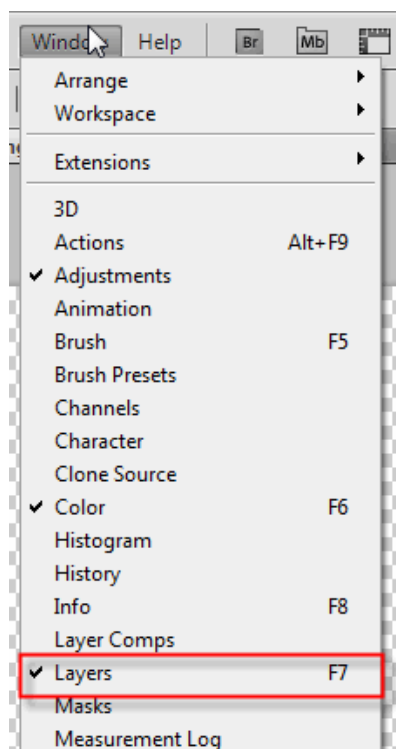 Window Help Br Mb
Arrange
Workspace
Extensions
3D
Actions Alt+F9
Adjustments
Animation
Brush F5
Brush Presets
Channels
Character
Clone Source
Color F6
Histogram
History
Info F8
Layer Comps
Layers F7
Masks
Measurement Log